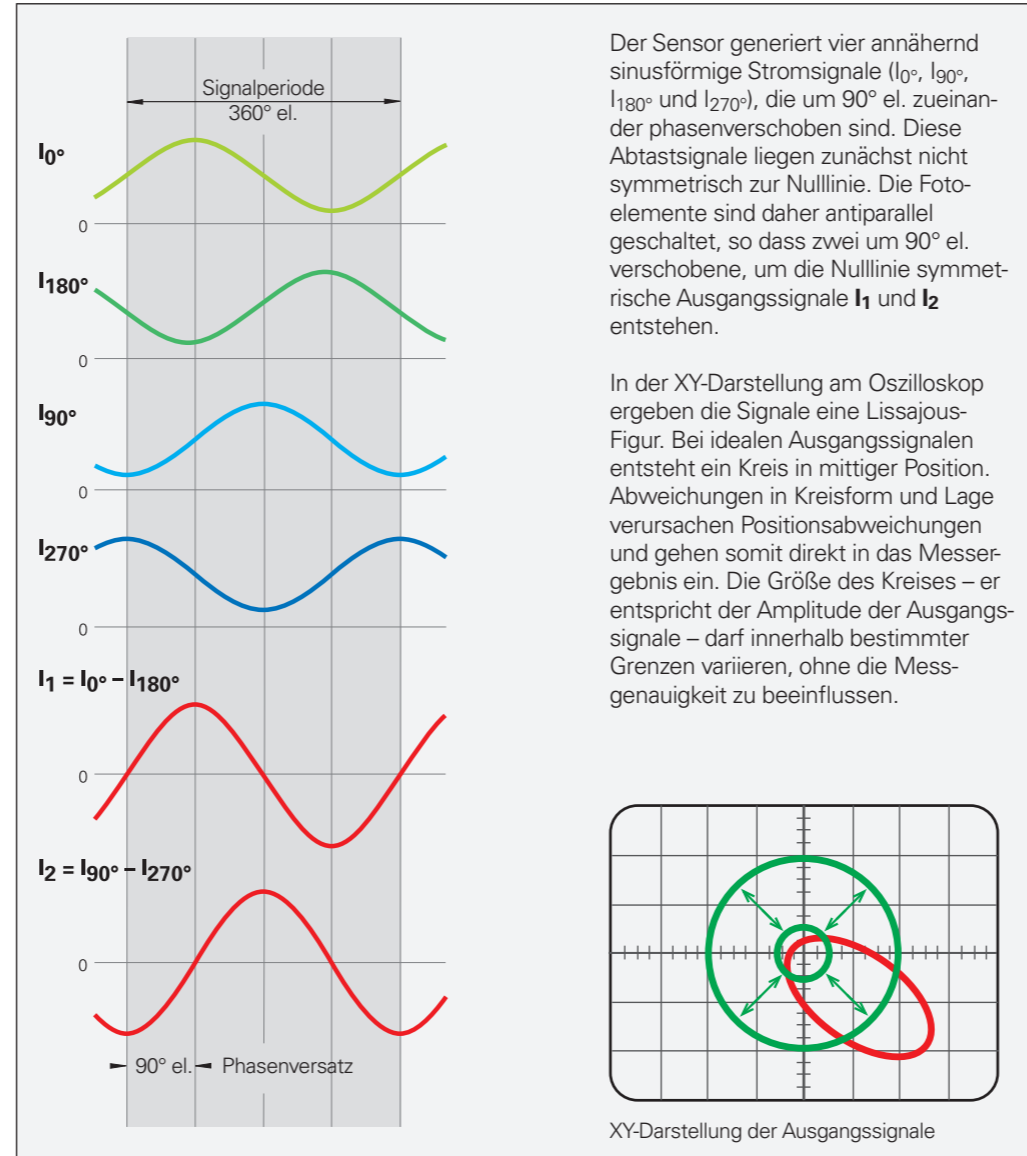 Signalperiode
360° el.
I0°
0
I180°
0
I90°
0
I270°
0
I1 = I0° – I180°
0
I2 = I90° – I270°
0
90° el. Phasenversatz
Der Sensor generiert vier annähernd
sinusförmige Stromsignale (I0°, I90°,
I180° und I270°), die um 90° el. zueinan-
der phasenverschoben sind. Diese
Abtastsignale liegen zunächst nicht
symmetrisch zur Nulllinie. Die Foto-
elemente sind daher antiparallel
geschaltet, so dass zwei um 90° el.
verschobene, um die Nulllinie symmet-
rische Ausgangssignale I1 und I2
entstehen.
In der XY-Darstellung am Oszilloskop
ergeben die Signale eine Lissajous-
Figur. Bei idealen Ausgangssignalen
entsteht ein Kreis in mittiger Position.
Abweichungen in Kreisform und Lage
verursachen Positionsabweichungen
und gehen somit direkt in das Messer-
gebnis ein. Die Größe des Kreises – er
entspricht der Amplitude der Ausgangs-
signale – darf innerhalb bestimmter
Grenzen variieren, ohne die Mess-
genauigkeit zu beeinflussen.
XY-Darstellung der Ausgangssignale